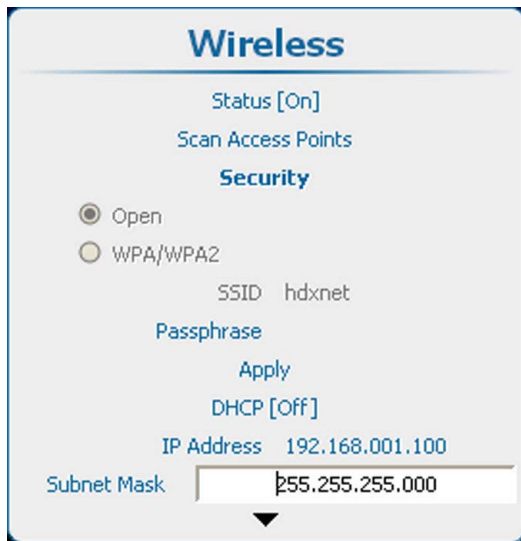 Wireless
Status [On]
Scan Access Points
Security
Open
WPA/WPA2
SSID hdxnet
Passphrase
Apply
DHCP [Off]
IP Address 192.168.001.100
Subnet Mask 255.255.255.000